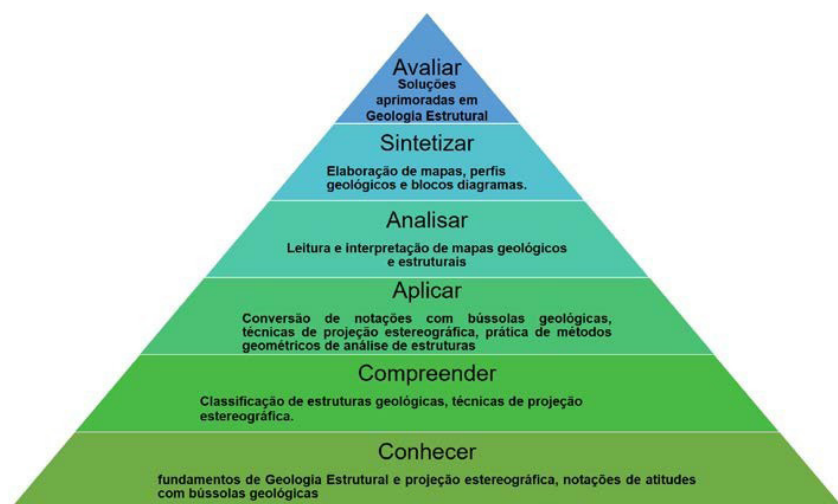 Avaliar
Soluções
aprimoradas em
Geologia Estrutural
Sintetizar
Elaboração de mapas, perfis
geológicos e blocos diagramas.
Analisar
Leitura e interpretação de mapas geológicos
e estruturais
Aplicar
Conversão de notações com bússolas geológicas,
técnicas de projeção estereográfica, prática de métodos
geométricos de análise de estruturas
Compreender
Classificação de estruturas geológicas, técnicas de projeção
estereográfica.
Conhecer
fundamentos de Geologia Estrutural e projeção estereográfica, notações de atitudes
com bússolas geológicas